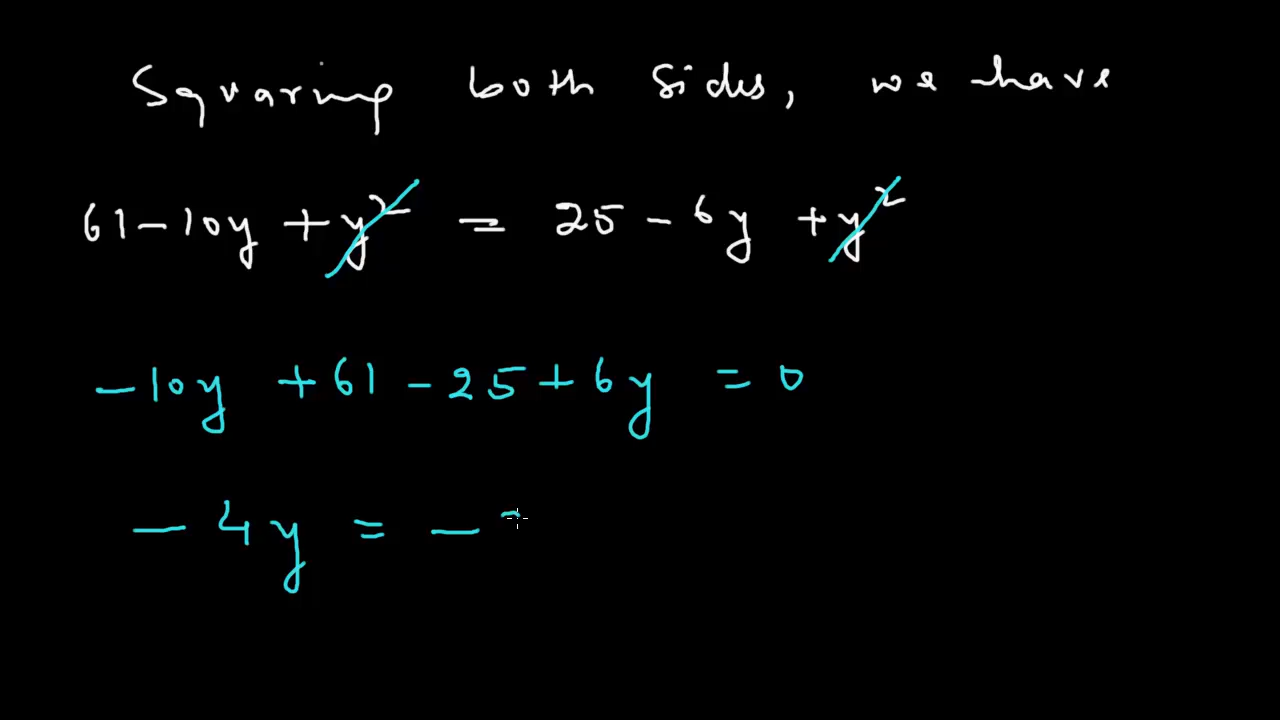 Squaring both sides, we have
61 - 10y + y² = 25 - 6y + y²
- 10y + 61 - 25 + 6y = 0
- 4y = -